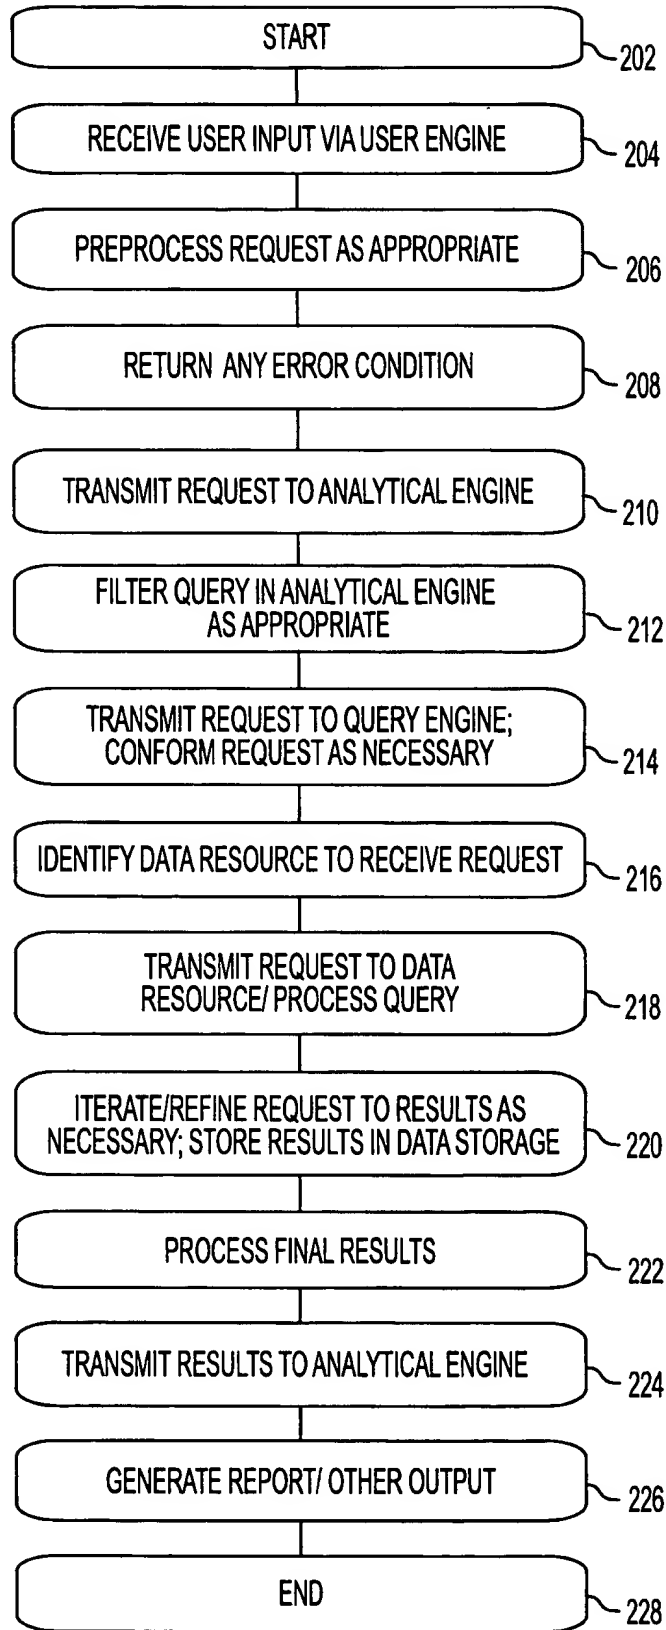 START
202
RECEIVE USER INPUT VIA USER ENGINE
204
PREPROCESS REQUEST AS APPROPRIATE
206
RETURN ANY ERROR CONDITION
208
TRANSMIT REQUEST TO ANALYTICAL ENGINE
210
FILTER QUERY IN ANALYTICAL ENGINE
AS APPROPRIATE
212
TRANSMIT REQUEST TO QUERY ENGINE;
CONFORM REQUEST AS NECESSARY
214
IDENTIFY DATA RESOURCE TO RECEIVE REQUEST
216
TRANSMIT REQUEST TO DATA
RESOURCE/ PROCESS QUERY
218
ITERATE/REFINE REQUEST TO RESULTS AS
NECESSARY; STORE RESULTS IN DATA STORAGE
220
PROCESS FINAL RESULTS
222
TRANSMIT RESULTS TO ANALYTICAL ENGINE
224
GENERATE REPORT/ OTHER OUTPUT
226
END
228